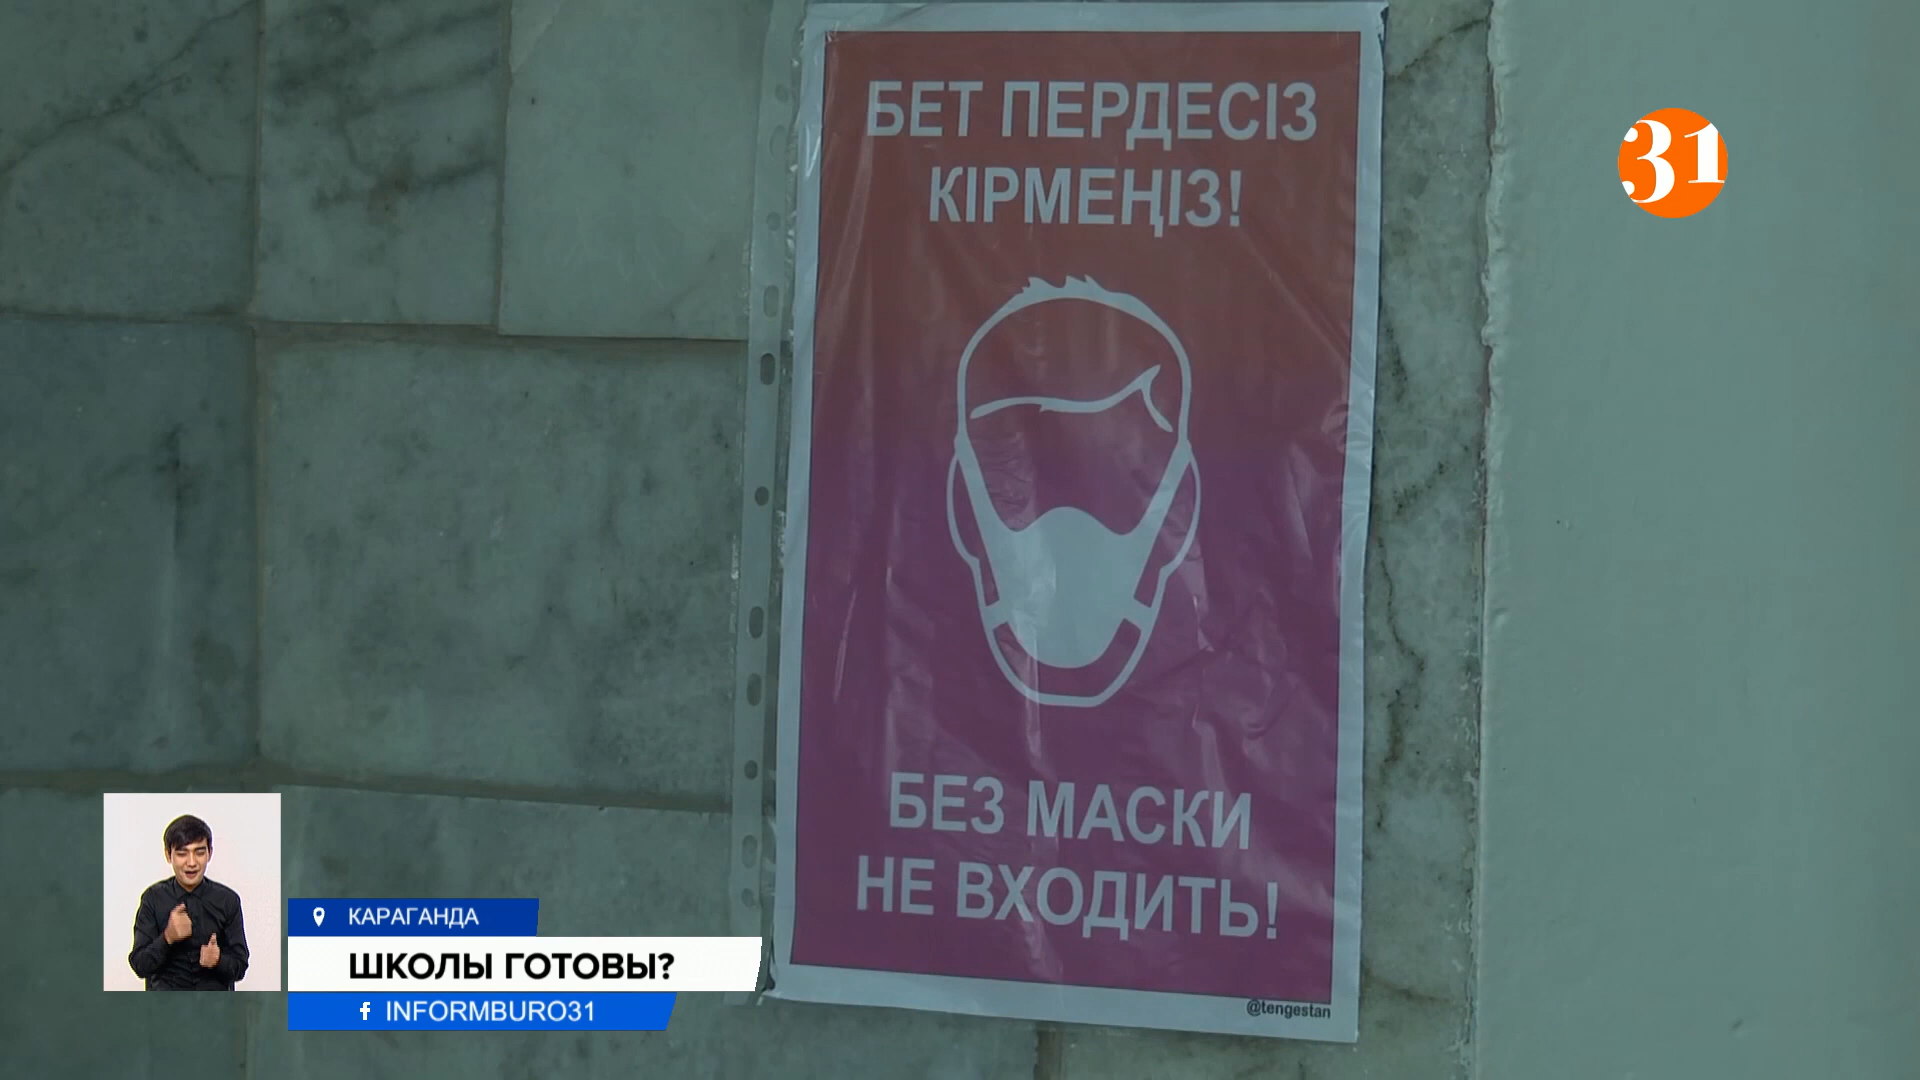 БЕТ ПЕРДЕСІЗ
КІРМЕҢІЗ!
31
БЕЗ МАСКИ
НЕ ВХОДИТЬ!
@tengestan
КАРАГАНДА
ШКОЛЫ ГОТОВЫ?
f INFORMBURO31